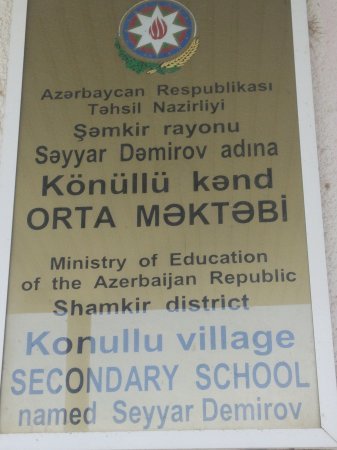 Azərbaycan Respublikası
Təhsil Nazirliyi
Şəmkir rayonu
Səyyar Dəmirov adına
Könüllü kənd
ORTA MƏKTƏBİ
Ministry of Education
of the Azerbaijan Republic
Shamkir district
Konullu village
SECONDARY SCHOOL
named Seyyar Demirov